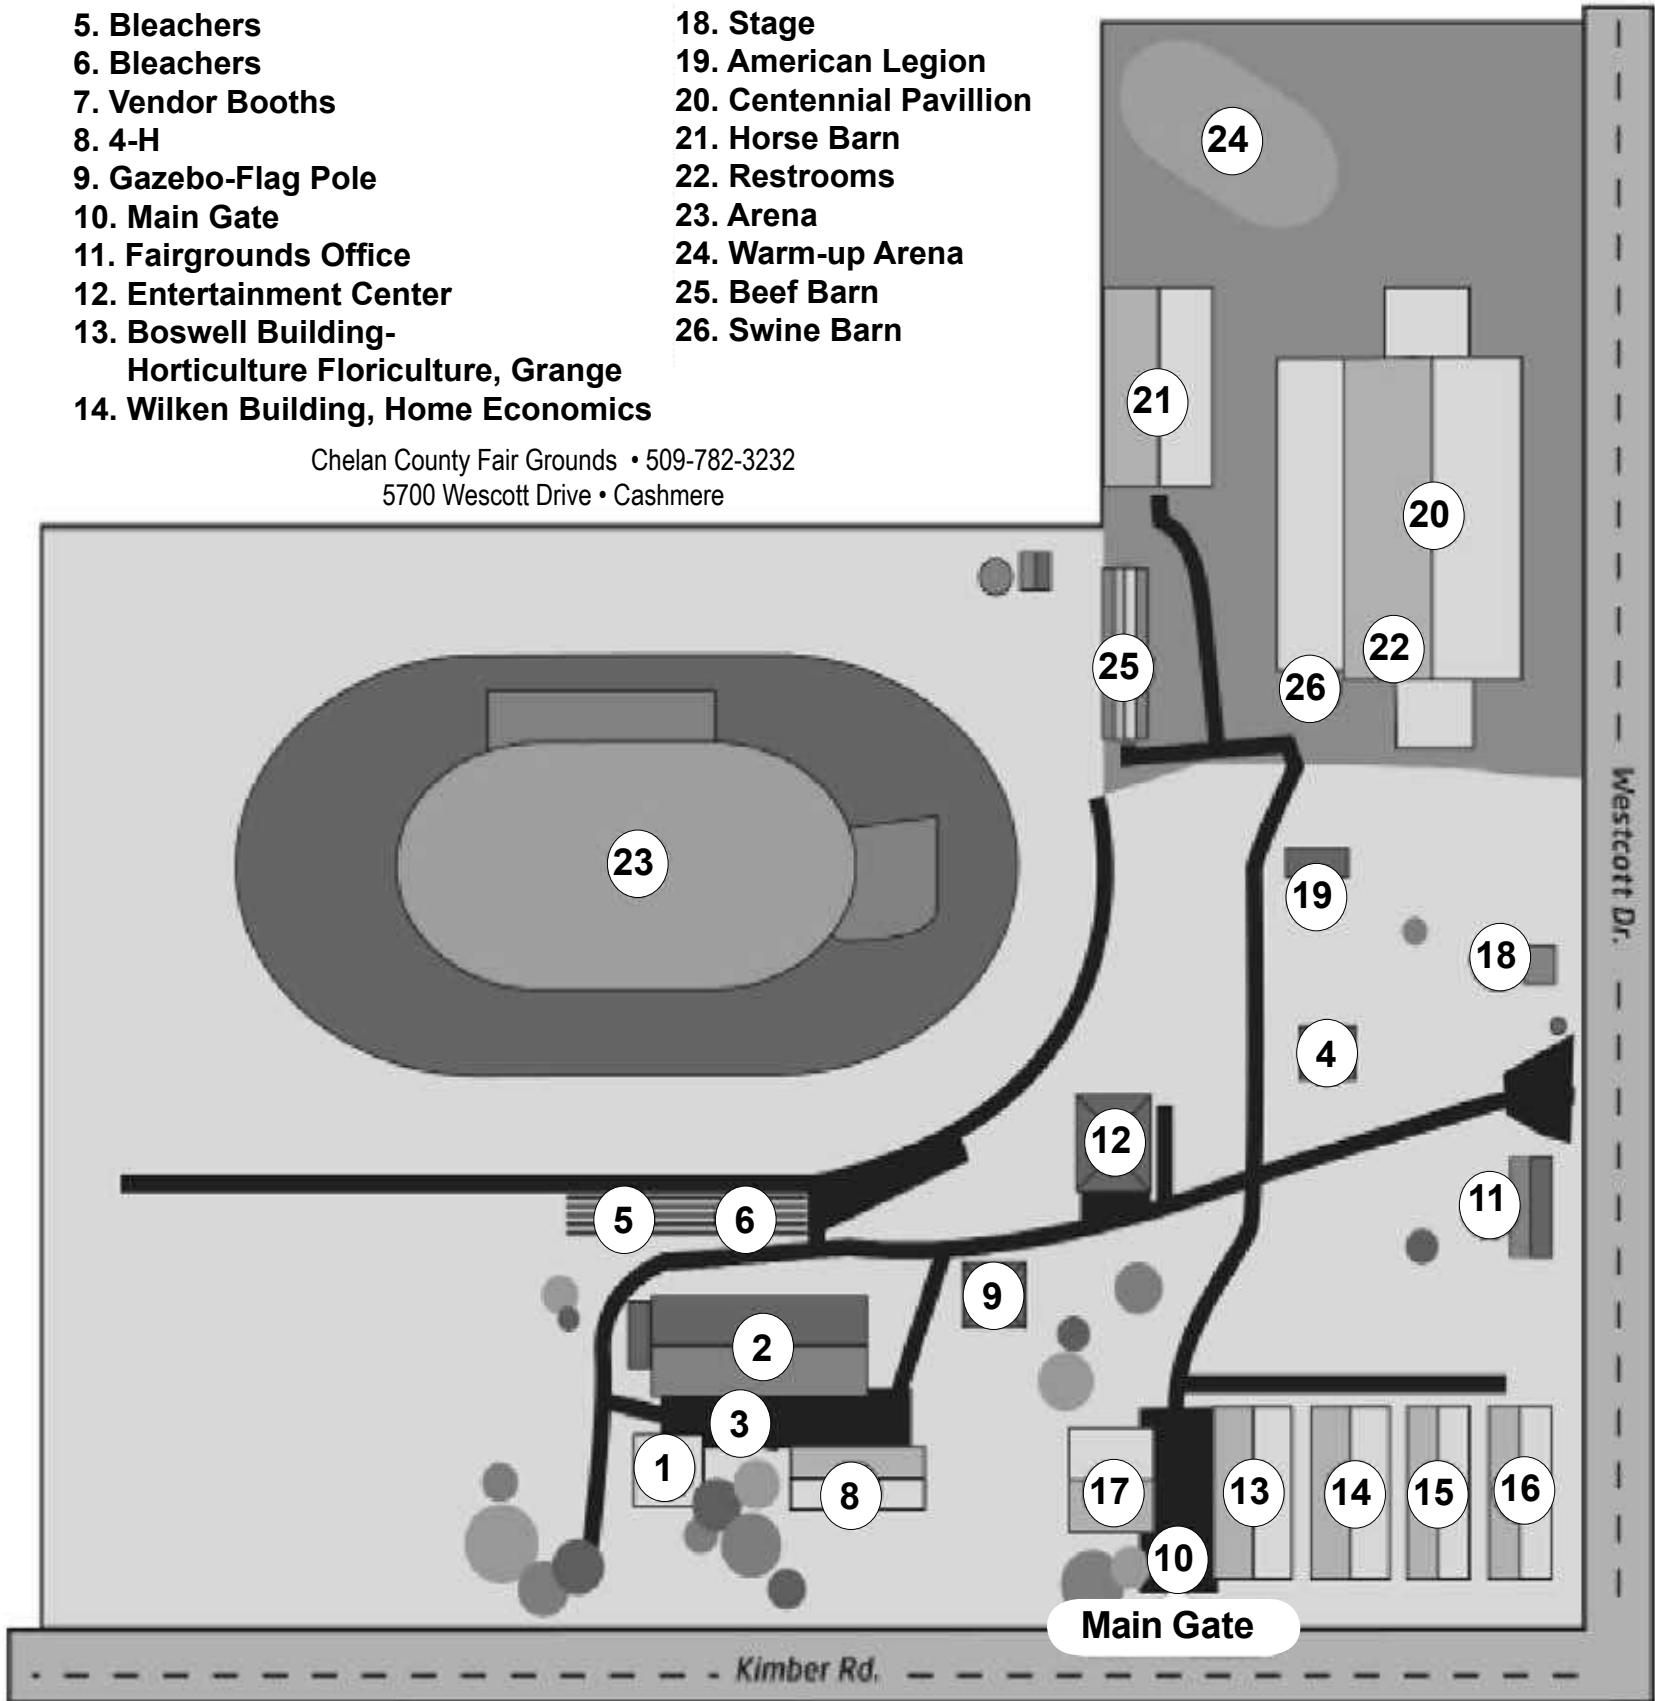 5. Bleachers
6. Bleachers
7. Vendor Booths
8. 4-H
9. Gazebo-Flag Pole
10. Main Gate
11. Fairgrounds Office
12. Entertainment Center
13. Boswell Building-
Horticulture Floriculture, Grange
14. Wilken Building, Home Economics
18. Stage
19. American Legion
20. Centennial Pavillion
21. Horse Barn
22. Restrooms
23. Arena
24. Warm-up Arena
25. Beef Barn
26. Swine Barn
Chelan County Fair Grounds • 509-782-3232
5700 Wescott Drive • Cashmere
24
21
20
22
25
26
23
19
18
4
12
11
5
6
9
2
3
1
8
17
13
14
15
16
10
Main Gate
Westcott Dr.
Kimber Rd.